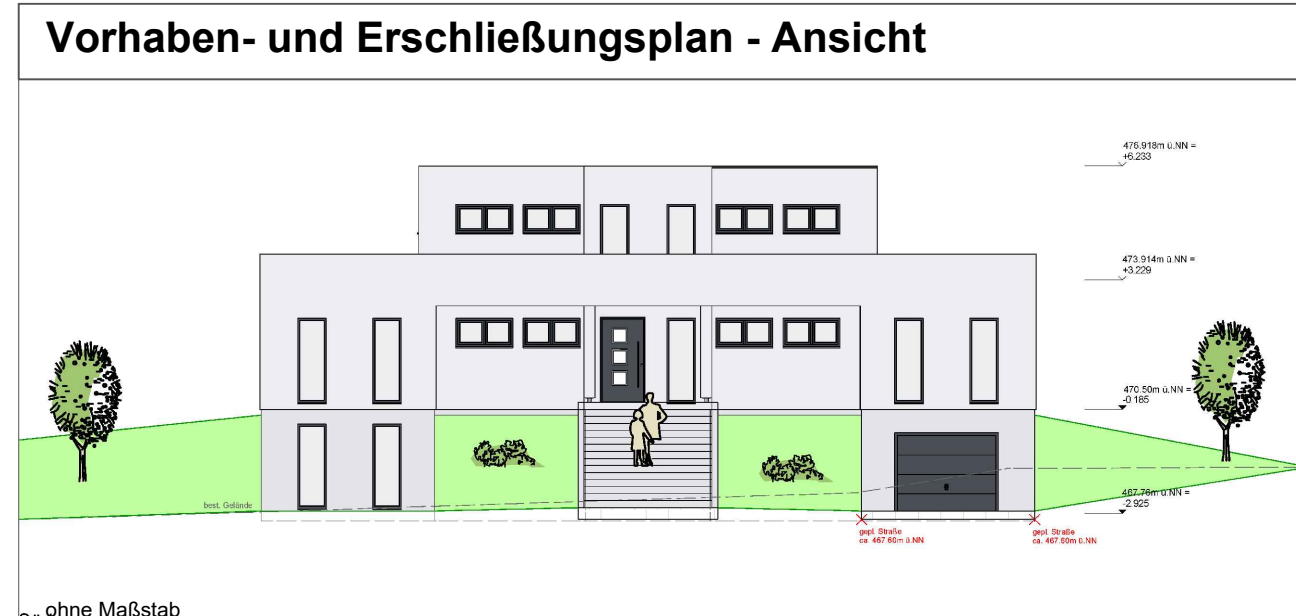 Vorhaben- und Erschließungsplan - Ansicht
476.918m ü.NN =
+6.233
473.914m ü.NN =
+3.229
470.50m ü.NN =
-0.185
best. Gelände
467.76m ü.NN =
-2.925
gepl. Straße
ca. 467.60m ü.NN
gepl. Straße
ca. 467.60m ü.NN
ohne Maßstab